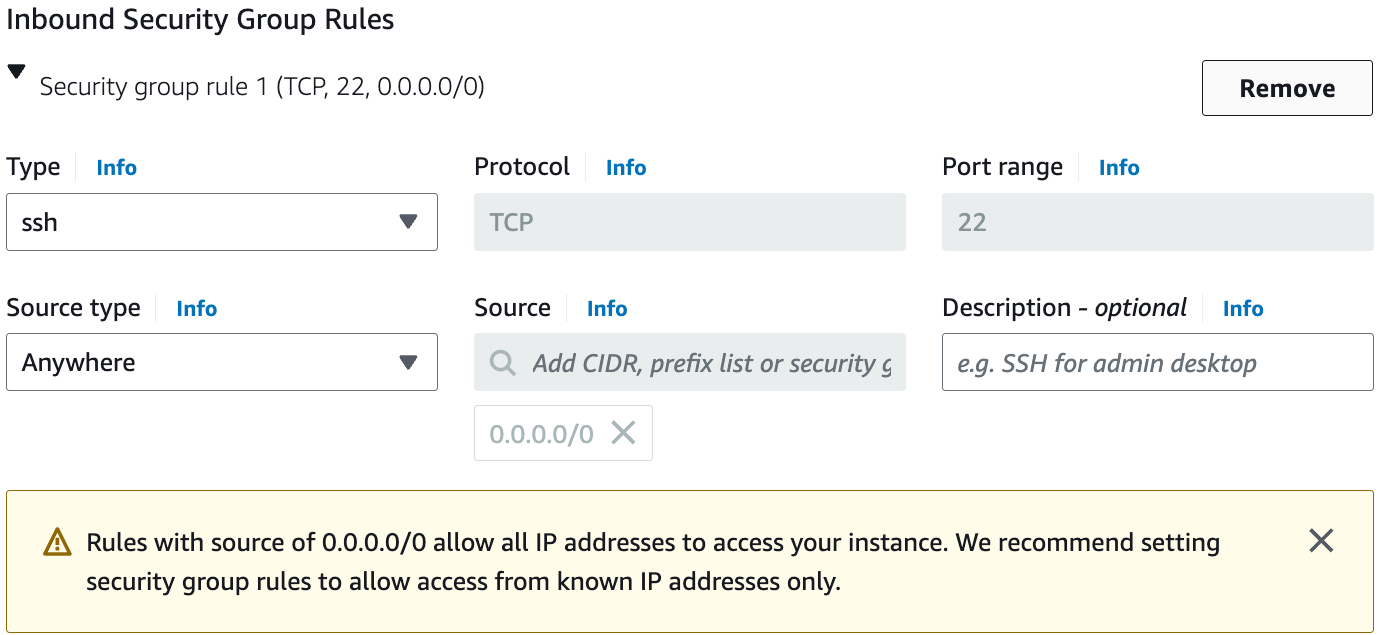 Inbound Security Group Rules
Security group rule 1 (TCP, 22, 0.0.0.0/0)
Remove
Type Info
Protocol Info
Port range Info
ssh
TCP
22
Source type Info
Source Info
Description - optional Info
Anywhere
Add CIDR, prefix list or security g
e.g. SSH for admin desktop
0.0.0.0/0
Rules with source of 0.0.0.0/0 allow all IP addresses to access your instance. We recommend setting
security group rules to allow access from known IP addresses only.